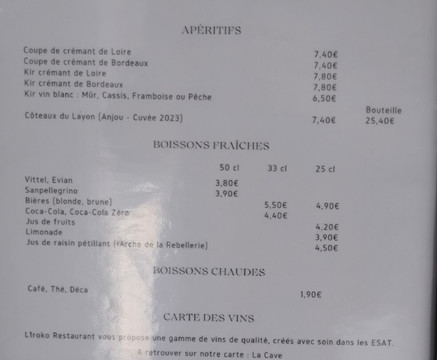 APÉRITIFS
Coupe de crémant de Loire 7,40€
Coupe de crémant de Bordeaux 7,40€
Kir crémant de Loire 7,80€
Kir crémant de Bordeaux 7,80€
Kir vin blanc : Mûr, Cassis, Framboise ou Pêche 6,50€
Bouteille
Côteaux du Layon (Anjou - Cuvée 2023) 7,40€ 25,40€
BOISSONS FRAÎCHES
50 cl 33 cl 25 cl
Vittel, Evian 3,80€
Sanpellegrino 3,90€
Bières (blonde, brune) 5,50€ 4,90€
Coca-Cola, Coca-Cola Zéro 4,40€
Jus de fruits 4,20€
Limonade 3,90€
Jus de raisin pétillant (l'Arche de la Rebellerie) 4,50€
BOISSONS CHAUDES
Café, Thé, Déca 1,90€
CARTE DES VINS
L'Iroko Restaurant vous propose une gamme de vins de qualité, créés avec soin dans les ESAT.
A retrouver sur notre carte : La Cave